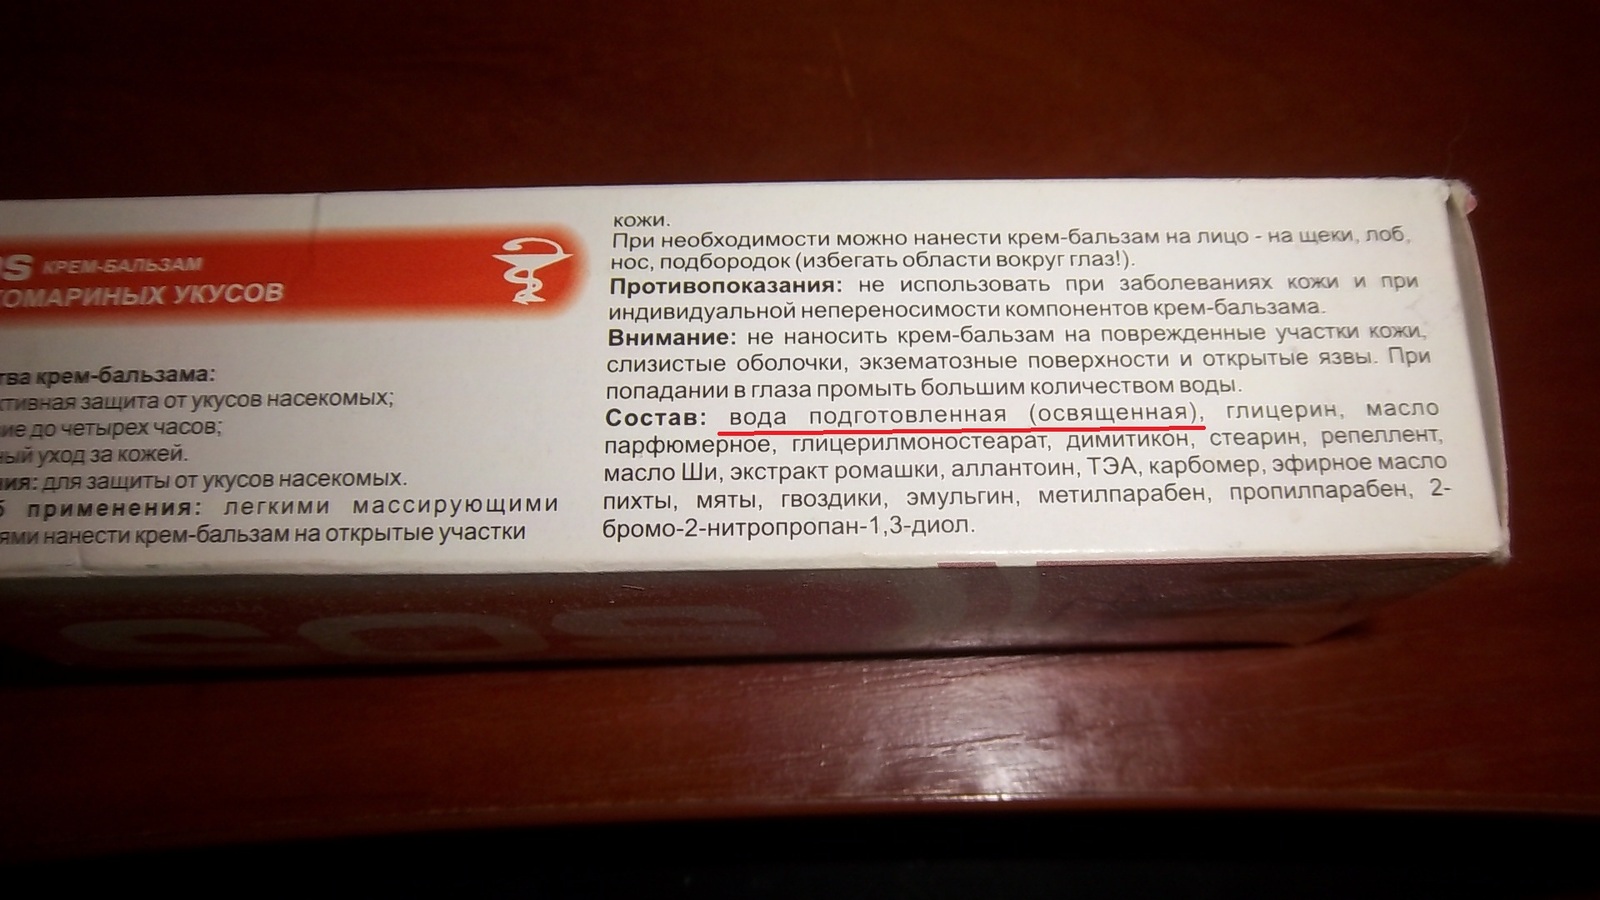 КРЕМ-БАЛЬЗАМ
КОМАРИНЫХ УКУСОВ
крем-бальзама:
защита от укусов насекомых;
до четырех часов;
уход за кожей.
для защиты от укусов насекомых.
применения: легкими массирующими
нанести крем-бальзам на открытые участки
кожи.
При необходимости можно нанести крем-бальзам на лицо - на щеки, лоб,
нос, подбородок (избегать области вокруг глаз!).
Противопоказания: не использовать при заболеваниях кожи и при
индивидуальной непереносимости компонентов крем-бальзама.
Внимание: не наносить крем-бальзам на поврежденные участки кожи,
слизистые оболочки, экзематозные поверхности и открытые язвы. При
попадании в глаза промыть большим количеством воды.
Состав: вода подготовленная (освященная), глицерин, масло
парфюмерное, глицерилмоностеарат, димитикон, стеарин, репеллент,
масло Ши, экстракт ромашки, аллантоин, ТЭА, карбомер, эфирное масло
пихты, мяты, гвоздики, эмульгин, метилпарабен, пропилпарабен, 2-
бромо-2-нитропропан-1,3-диол.
SOS